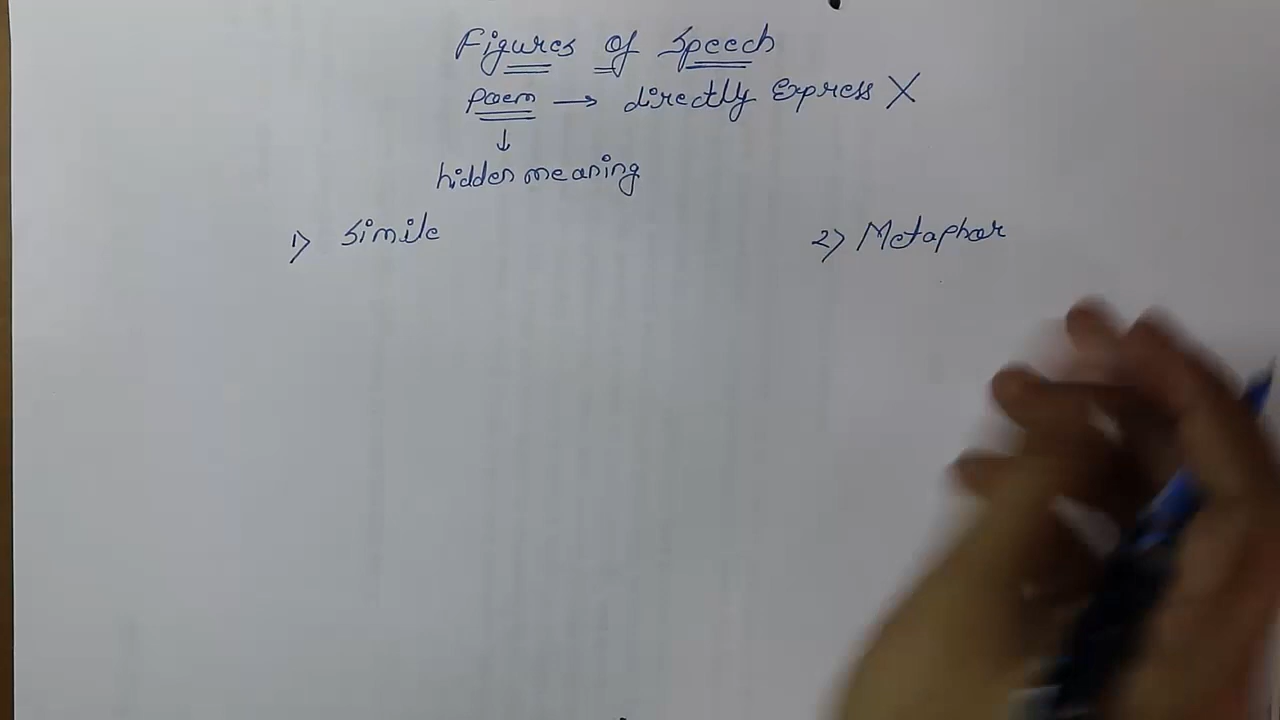 Figures of Speech
Poem → directly Express X
↓
hidden meaning
1) Simile
2) Metaphor